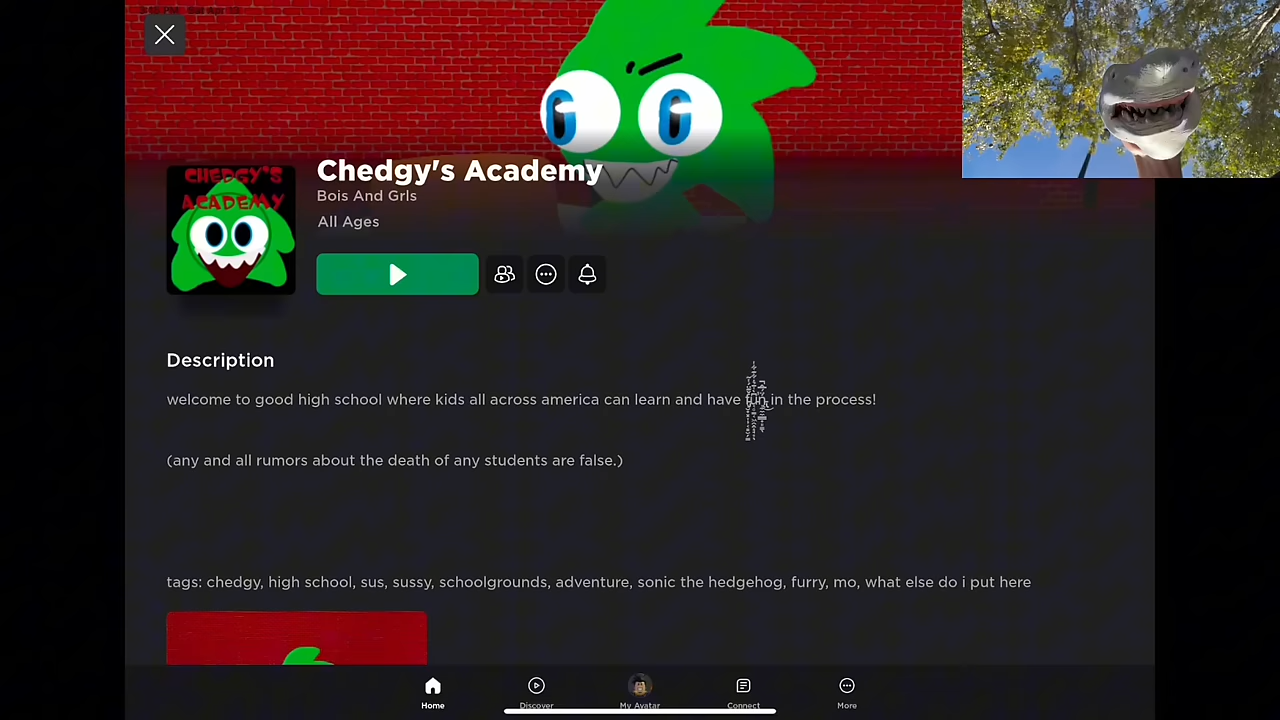 Chedgy's Academy
CHEDGY'S
ACADEMY
Bois And Grls
All Ages
Description
welcome to good high school where kids all across america can learn and have fun in the process!
(any and all rumors about the death of any students are false.)
tags: chedgy, high school, sus, sussy, schoolgrounds, adventure, sonic the hedgehog, furry, mo, what else do i put here
Home
Discover
My Avatar
Connect
More